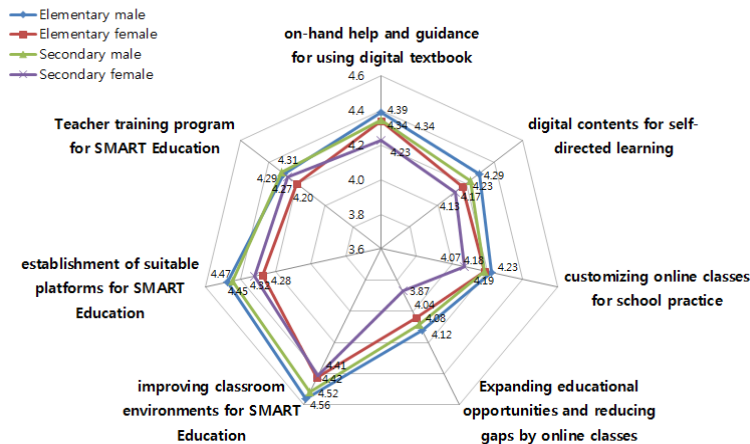 Elementary male
Elementary female
Secondary male
Secondary female
on-hand help and guidance
for using digital textbook
4.6
4.4
4.2
4.0
3.8
3.6
4.39
4.34
4.34
4.23
digital contents for self-
directed learning
4.29
4.23
4.17
4.13
customizing online classes
for school practice
4.23
4.18
4.19
4.07
Expanding educational
opportunities and reducing
gaps by online classes
3.87
4.04
4.08
4.12
improving classroom
environments for SMART
Education
4.41
4.42
4.52
4.56
establishment of suitable
platforms for SMART
Education
4.47
4.45
4.32
4.28
Teacher training program
for SMART Education
4.31
4.29
4.27
4.20